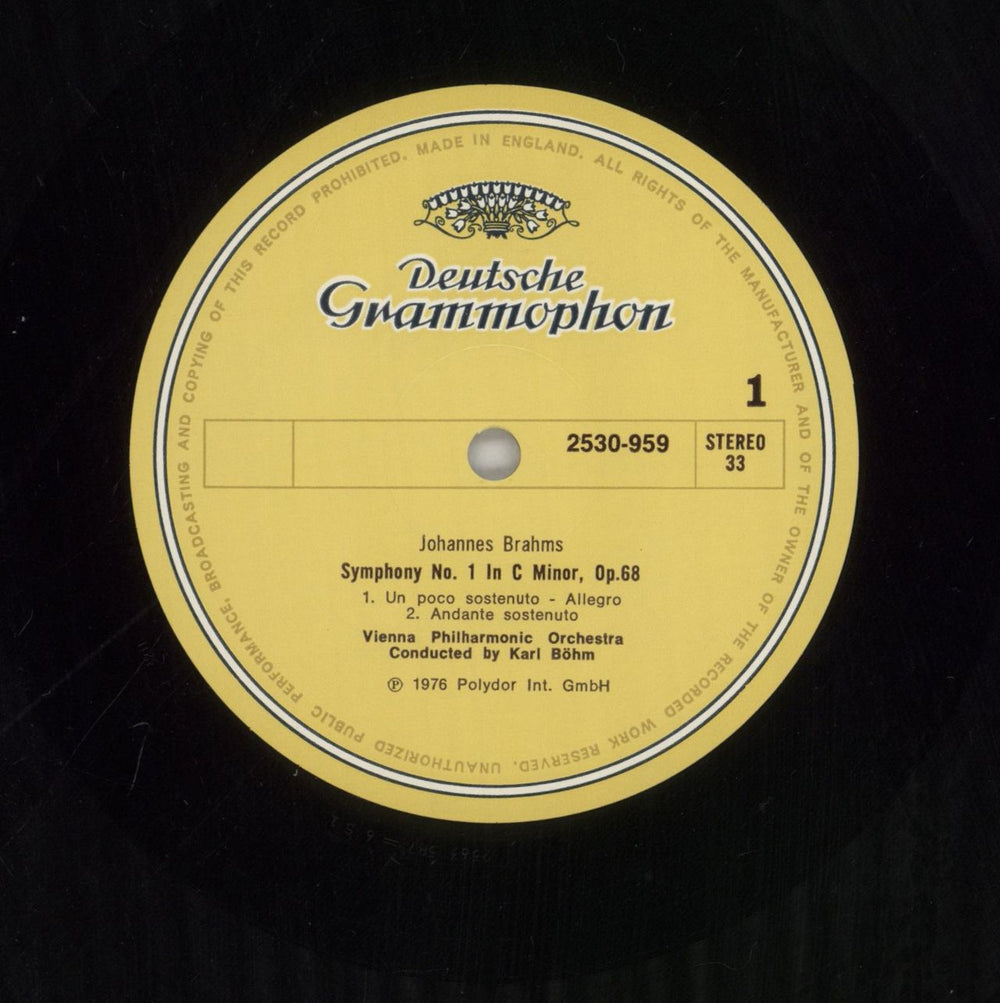 MADE IN ENGLAND. ALL RIGHTS OF THE MANUFACTURER AND OF THE OWNER OF THE RECORDED WORK RESERVED. UNAUTHORIZED PUBLIC PERFORMANCE, BROADCASTING AND COPYING OF THIS RECORD PROHIBITED.
Deutsche
Grammophon
1
2530-959
STEREO
33
Johannes Brahms
Symphony No. 1 In C Minor, Op.68
1. Un poco sostenuto - Allegro
2. Andante sostenuto
Vienna Philharmonic Orchestra
Conducted by Karl Böhm
℗ 1976 Polydor Int. GmbH